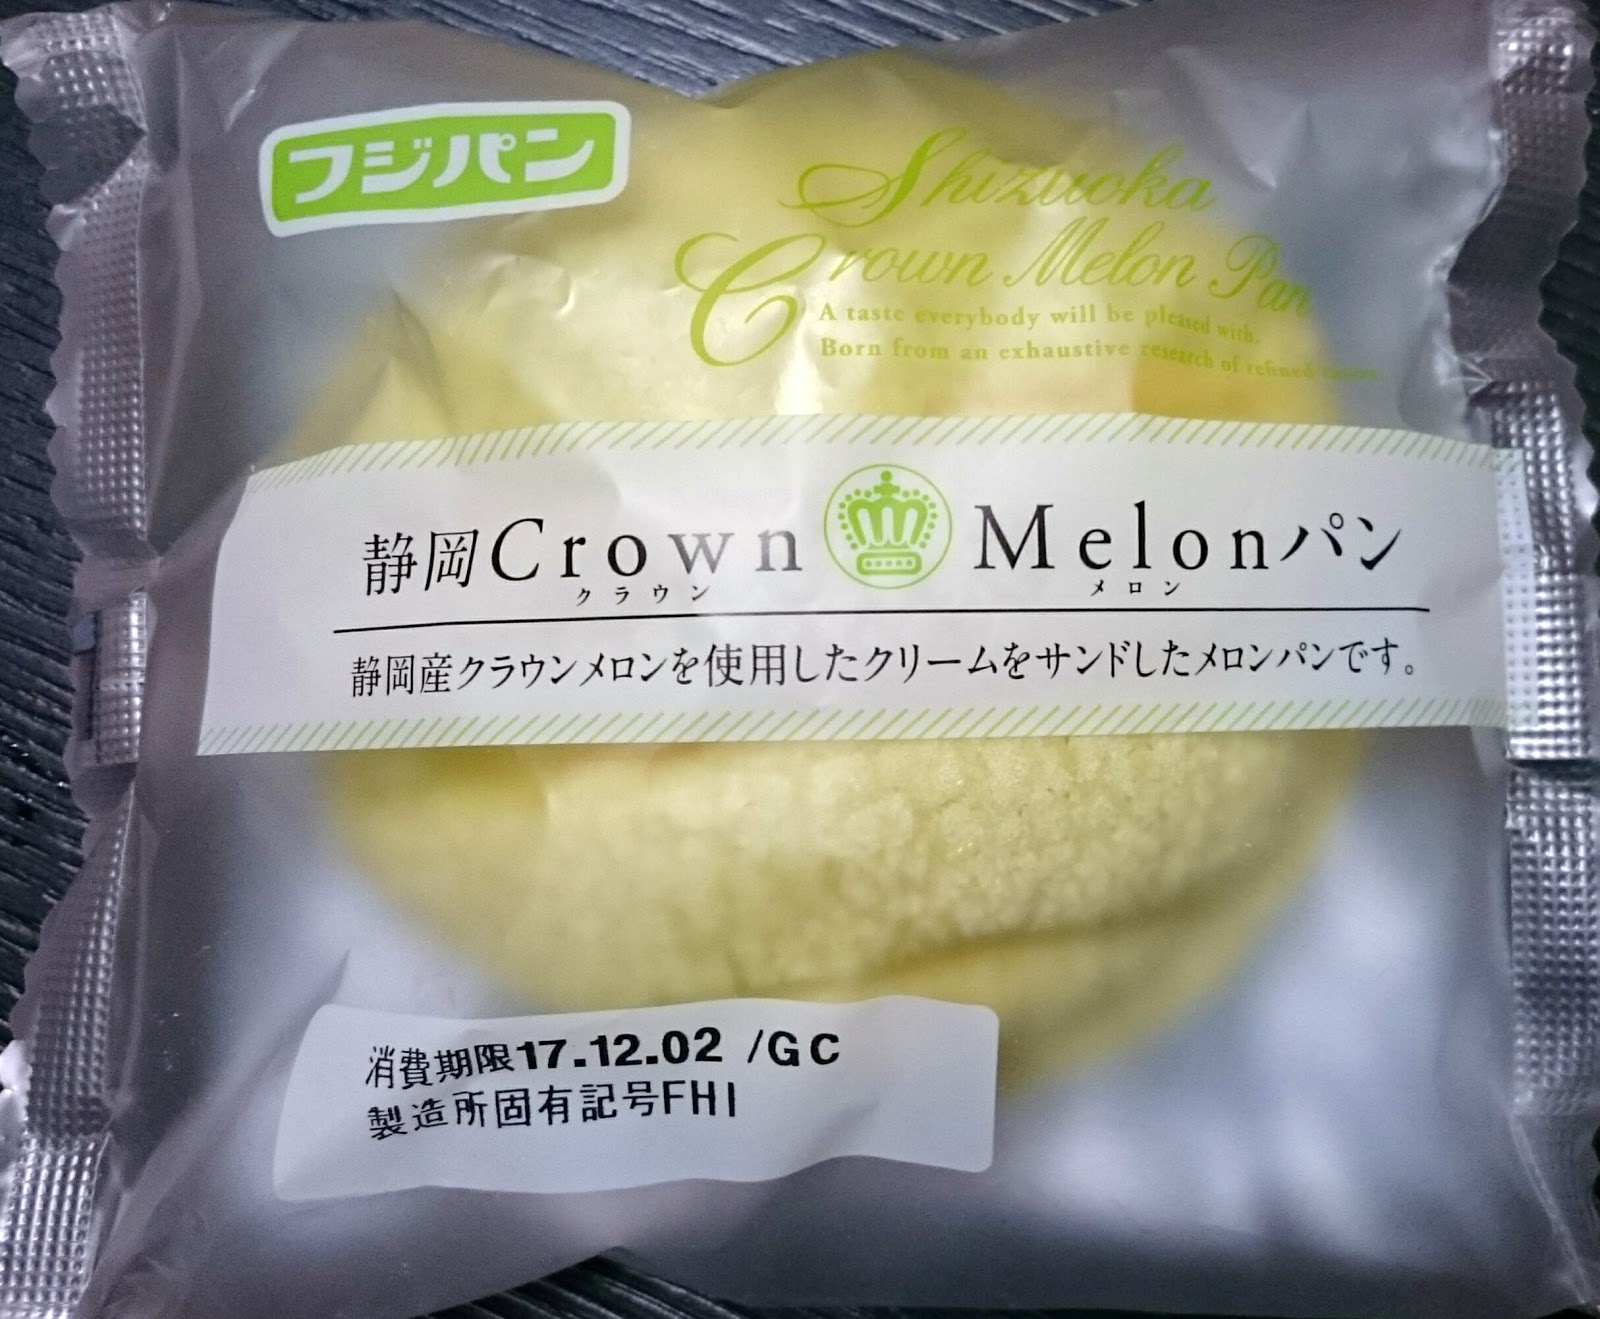 フジパン
Shizuoka
Crown Melon Pan
A taste everybody will be pleased with.
Born from an exhaustive research of refined
静岡Crown Melonパン
クラウン メロン
静岡産クラウンメロンを使用したクリームをサンドしたメロンパンです。
消費期限17.12.02 /GC
製造所固有記号FHI